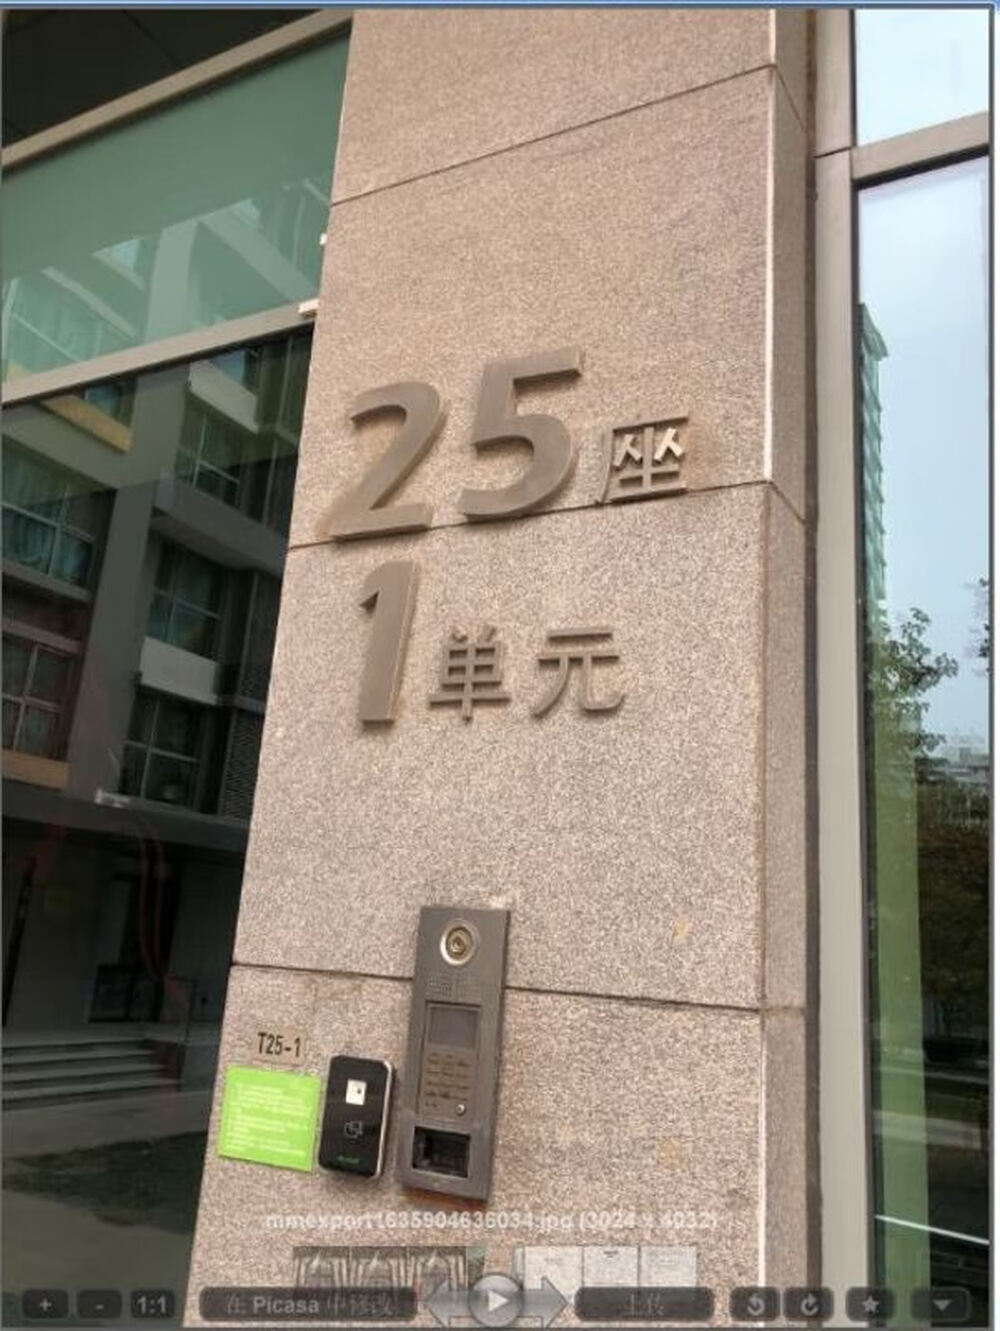 25座
1单元
T25-1
mmexport1635904636034.jpg (3024 x 4032)
+ - 1:1 在 Picasa 中修改 上传